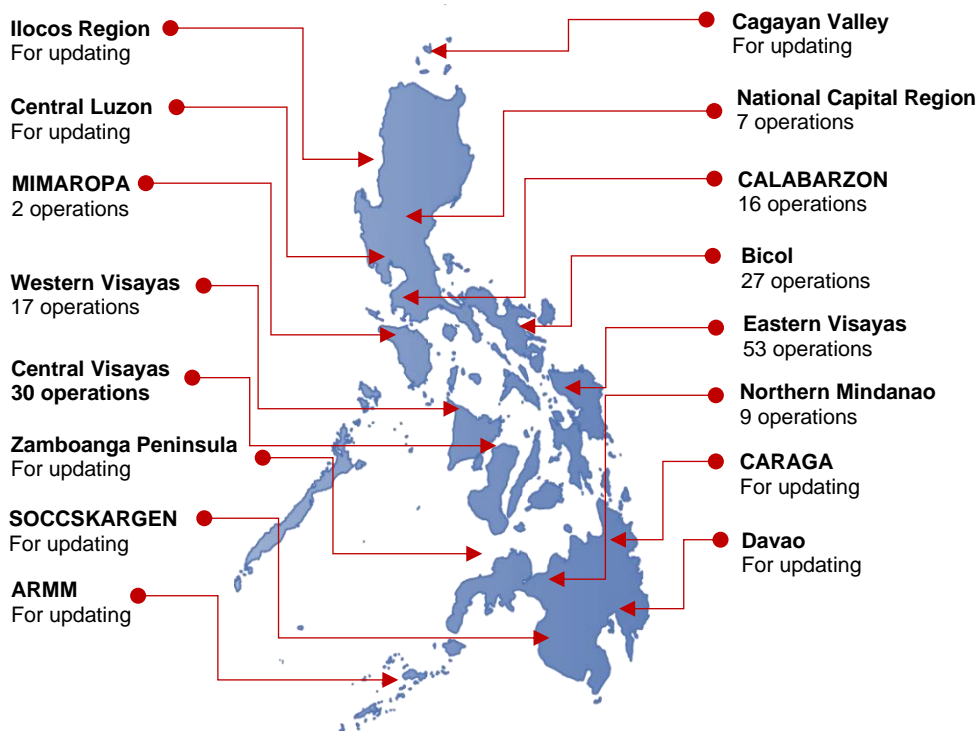 Ilocos Region
For updating
Central Luzon
For updating
MIMAROPA
2 operations
Western Visayas
17 operations
Central Visayas
30 operations
Zamboanga Peninsula
For updating
SOCCSKARGEN
For updating
ARMM
For updating
Cagayan Valley
For updating
National Capital Region
7 operations
CALABARZON
16 operations
Bicol
27 operations
Eastern Visayas
53 operations
Northern Mindanao
9 operations
CARAGA
For updating
Davao
For updating